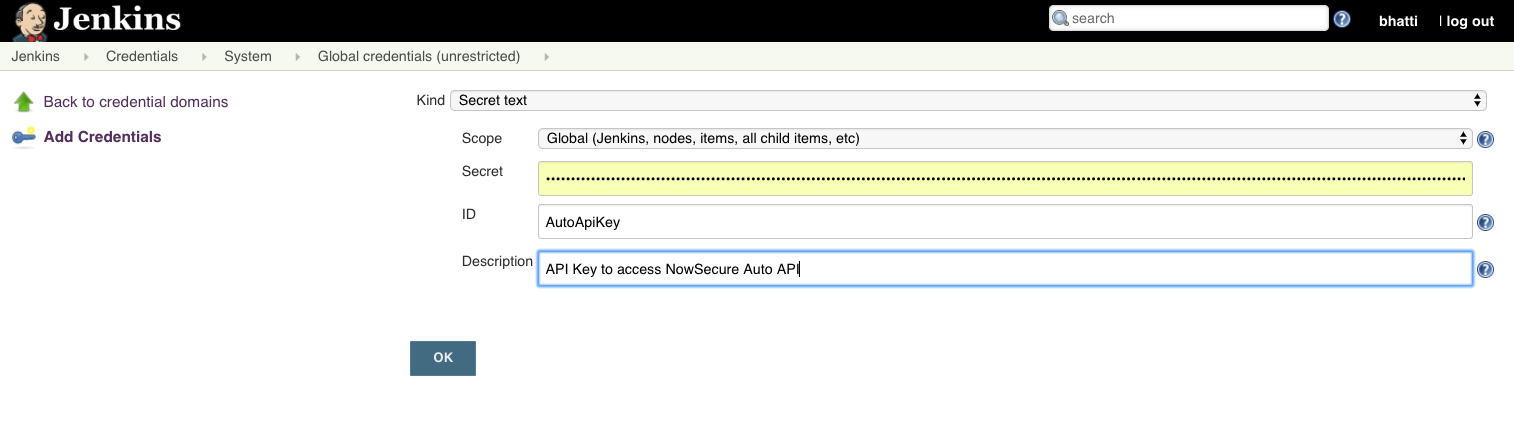 Jenkins
search
bhatti | log out
Jenkins Credentials System Global credentials (unrestricted)
Back to credential domains
Add Credentials
Kind Secret text
Scope Global (Jenkins, nodes, items, all child items, etc)
Secret
ID AutoApiKey
Description API Key to access NowSecure Auto API
OK